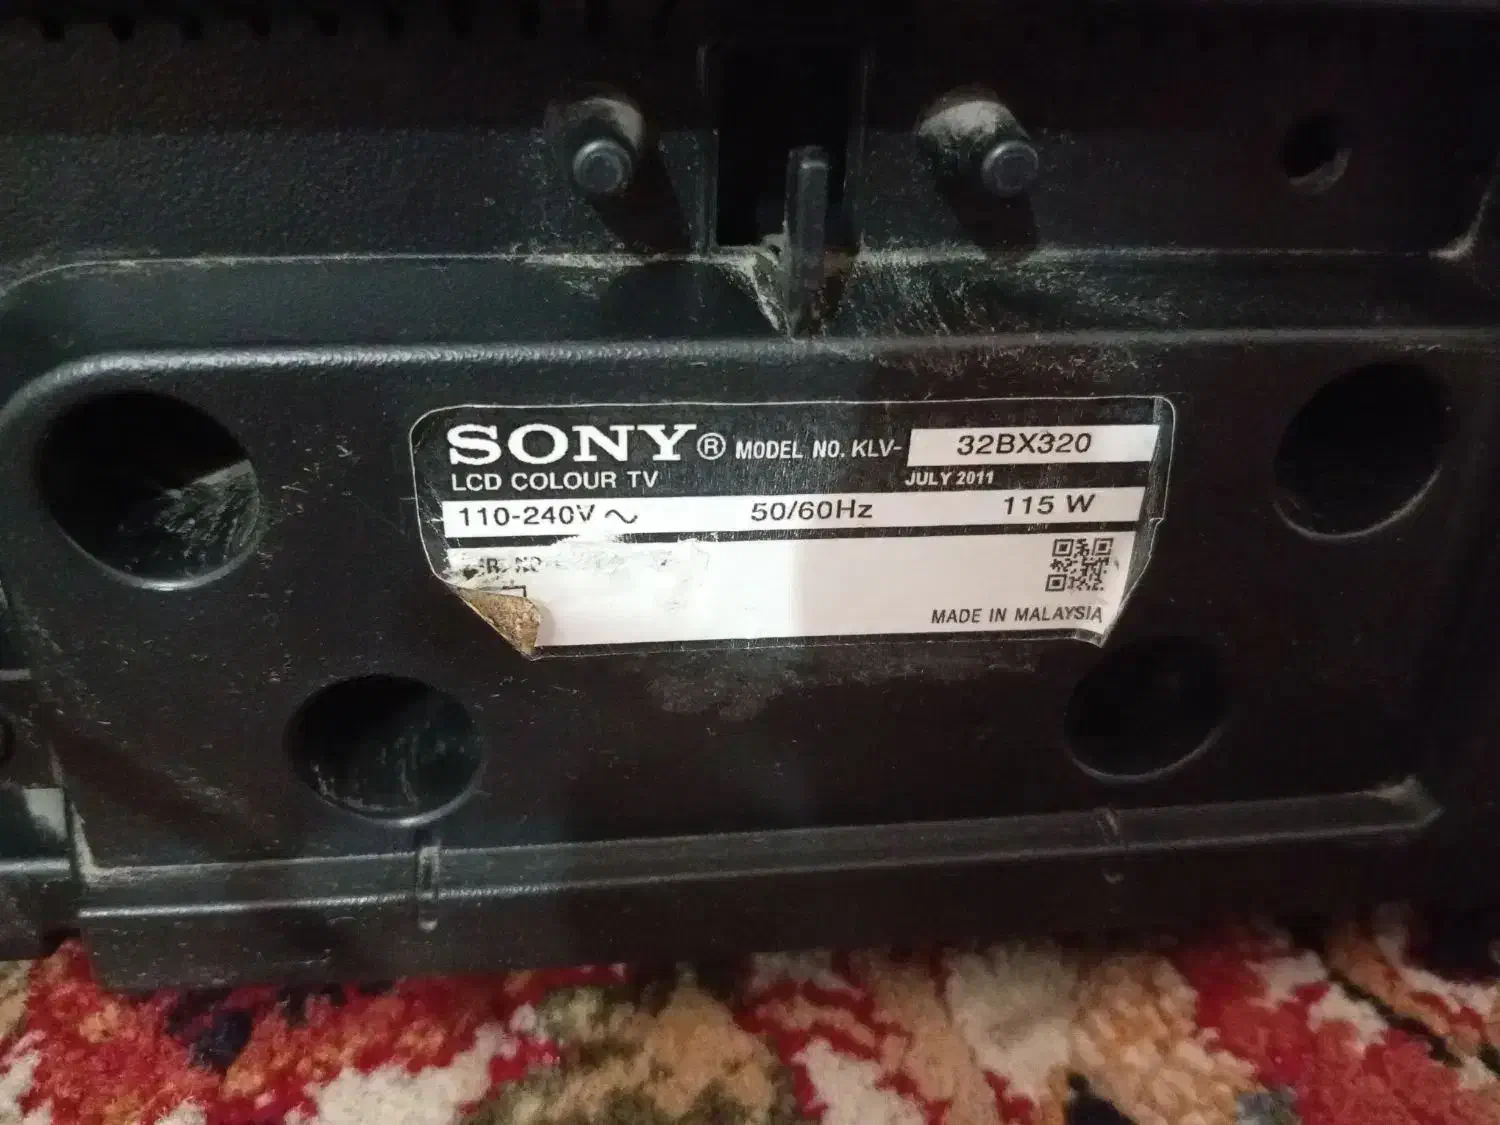 SONY® MODEL NO. KLV- 32BX320
LCD COLOUR TV JULY 2011
110-240V ~ 50/60Hz 115 W
MADE IN MALAYSIA